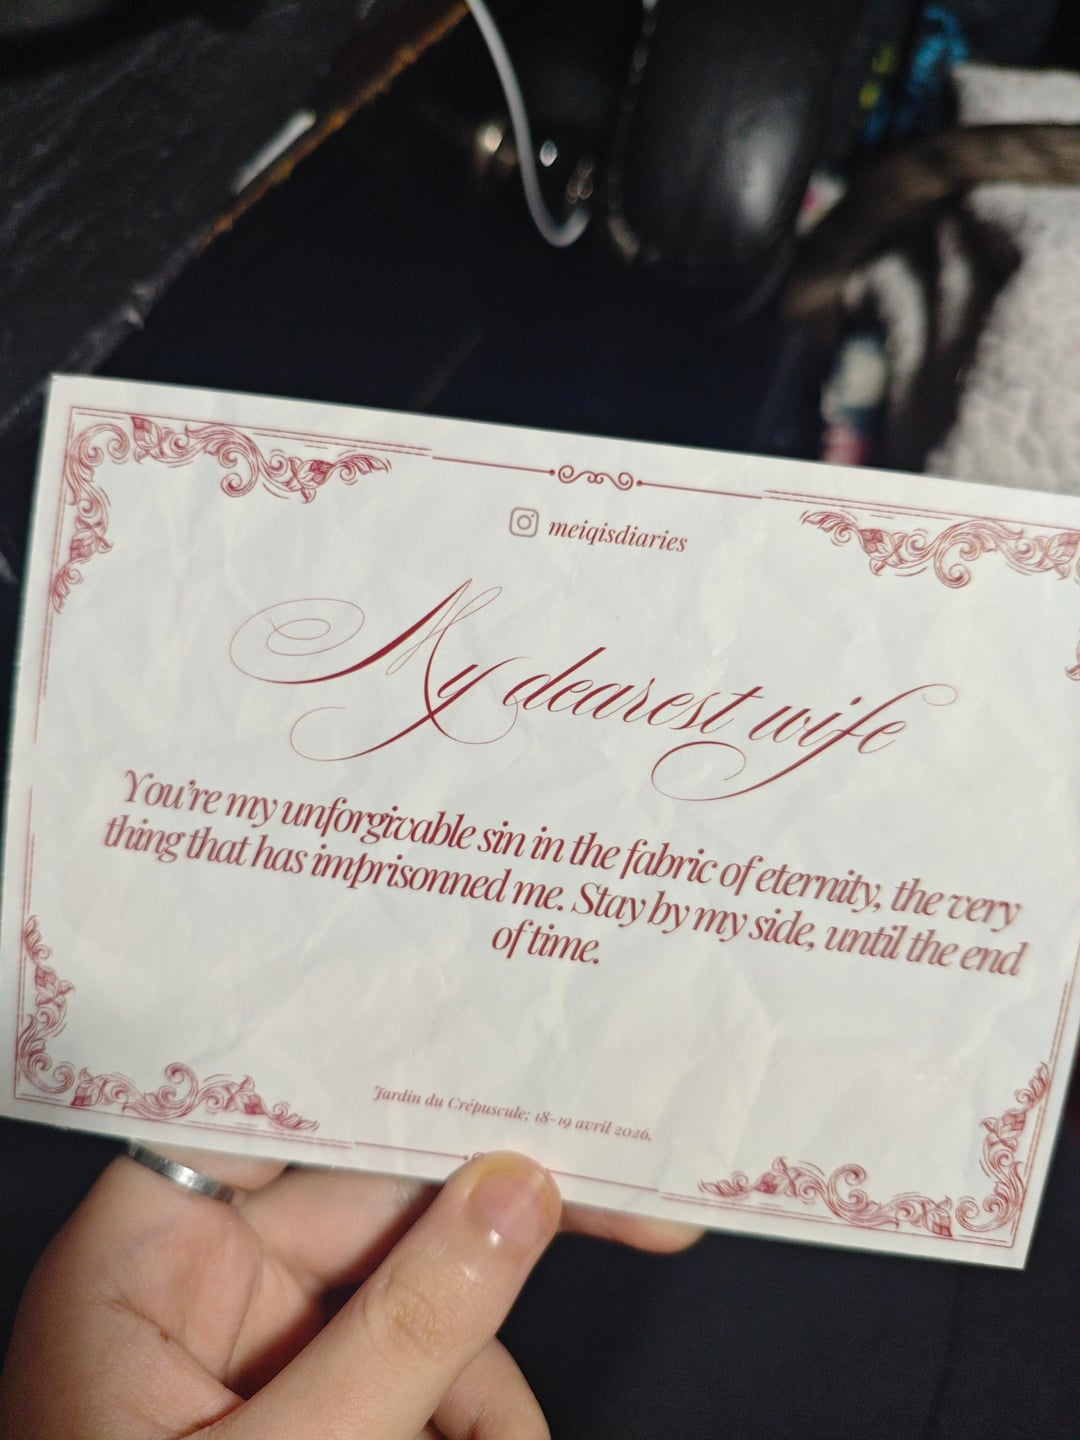 meiqisdiaries
My dearest wife
You're my unforgivable sin in the fabric of eternity, the very
thing that has imprisonned me. Stay by my side, until the end
of time.
Jardin du Crépuscule; 18-19 avril 2026.